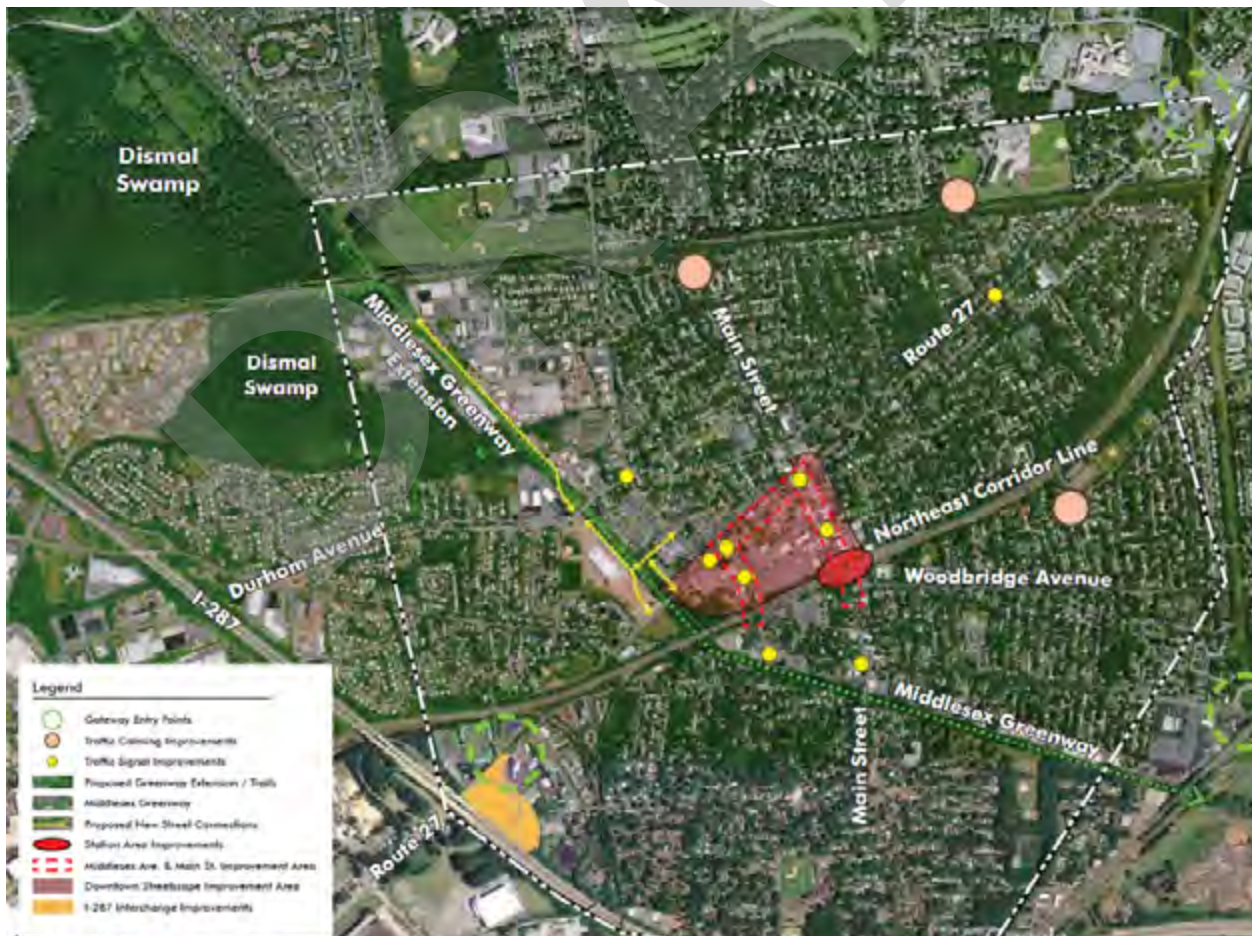 Dismal
Swamp
Dismal
Swamp
Middlesex Greenway
Extension
Main Street
Route 27
Northeast Corridor Line
Woodbridge Avenue
Durham Avenue
I-287
Middlesex Greenway
Main Street
Route 27
Legend
Gateway Entry Points
Traffic Calming Improvements
Traffic Signal Improvements
Proposed Greenway Extension / Trails
Middlesex Greenway
Proposed New Street Connections
Station Area Improvements
Middlesex Ave. & Main St. Improvement Area
Downtown Streetscape Improvement Area
I-287 Interchange Improvements